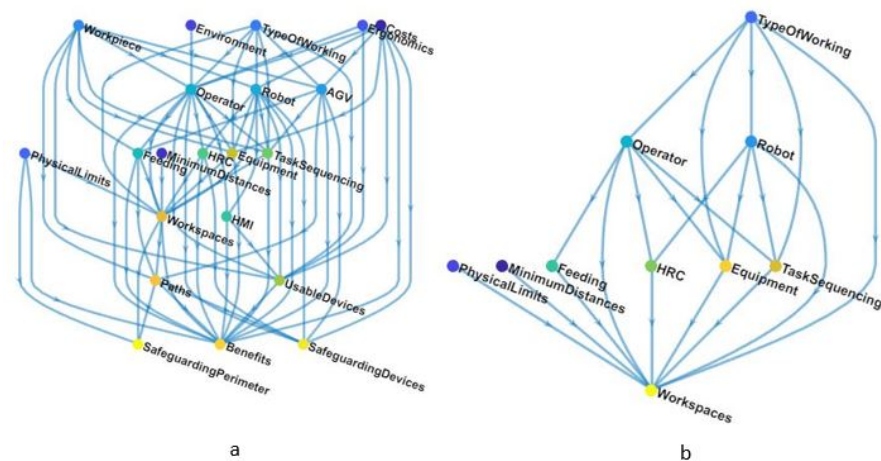 Workpiece
Environment
TypeOfWorking
Ergonomics
Costs
Operator
Robot
AGV
PhysicalLimits
Feeding
MinimumDistances
HRC
Equipment
TaskSequencing
Workspaces
HMI
Paths
UsableDevices
SafeguardingPerimeter
Benefits
SafeguardingDevices
a
TypeOfWorking
Operator
Robot
PhysicalLimits
MinimumDistances
Feeding
HRC
Equipment
TaskSequencing
Workspaces
b